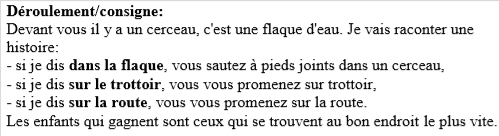 Déroulement/consigne:
Devant vous il y a un cerceau, c'est une flaque d'eau. Je vais raconter une
histoire:
- si je dis dans la flaque, vous sautez à pieds joints dans un cerceau,
- si je dis sur le trottoir, vous vous promenez sur trottoir,
- si je dis sur la route, vous vous promenez sur la route.
Les enfants qui gagnent sont ceux qui se trouvent au bon endroit le plus vite.